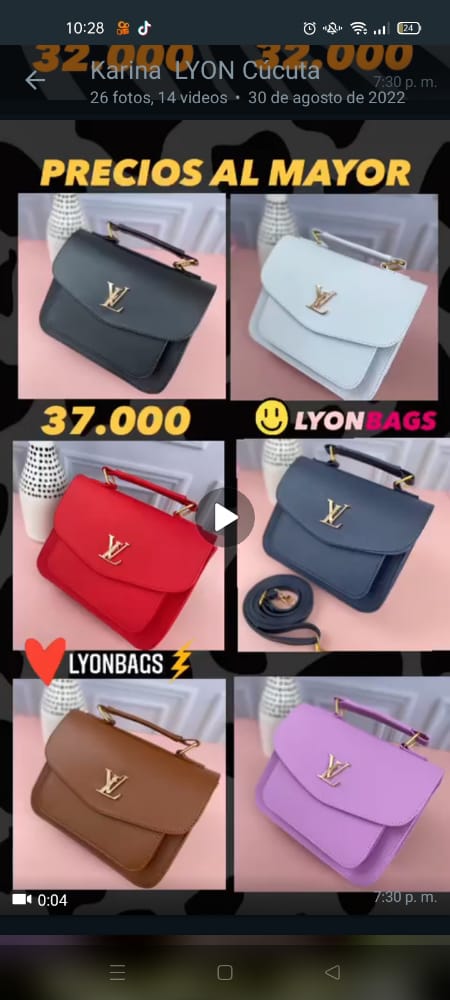 10:28
24
32.000 32.000
Karina LYON Cucuta
7:30 p. m.
26 fotos, 14 videos • 30 de agosto de 2022
PRECIOS AL MAYOR
37.000
LYONBAGS
LYONBAGS
0:04
7:30 p. m.